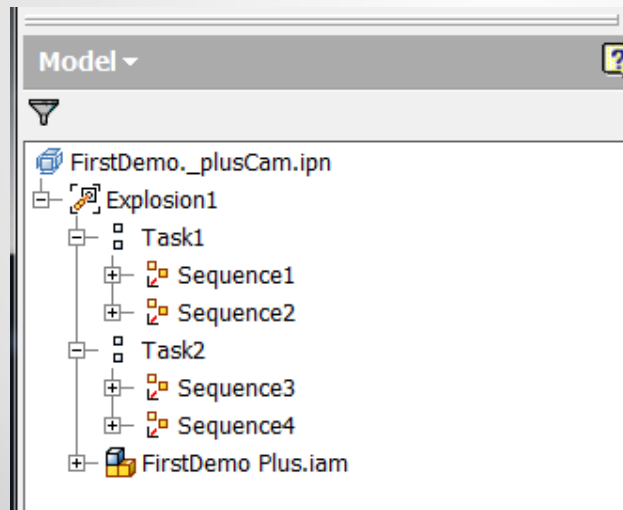 Model
?
FirstDemo._plusCam.ipn
Explosion1
Task1
Sequence1
Sequence2
Task2
Sequence3
Sequence4
FirstDemo Plus.iam